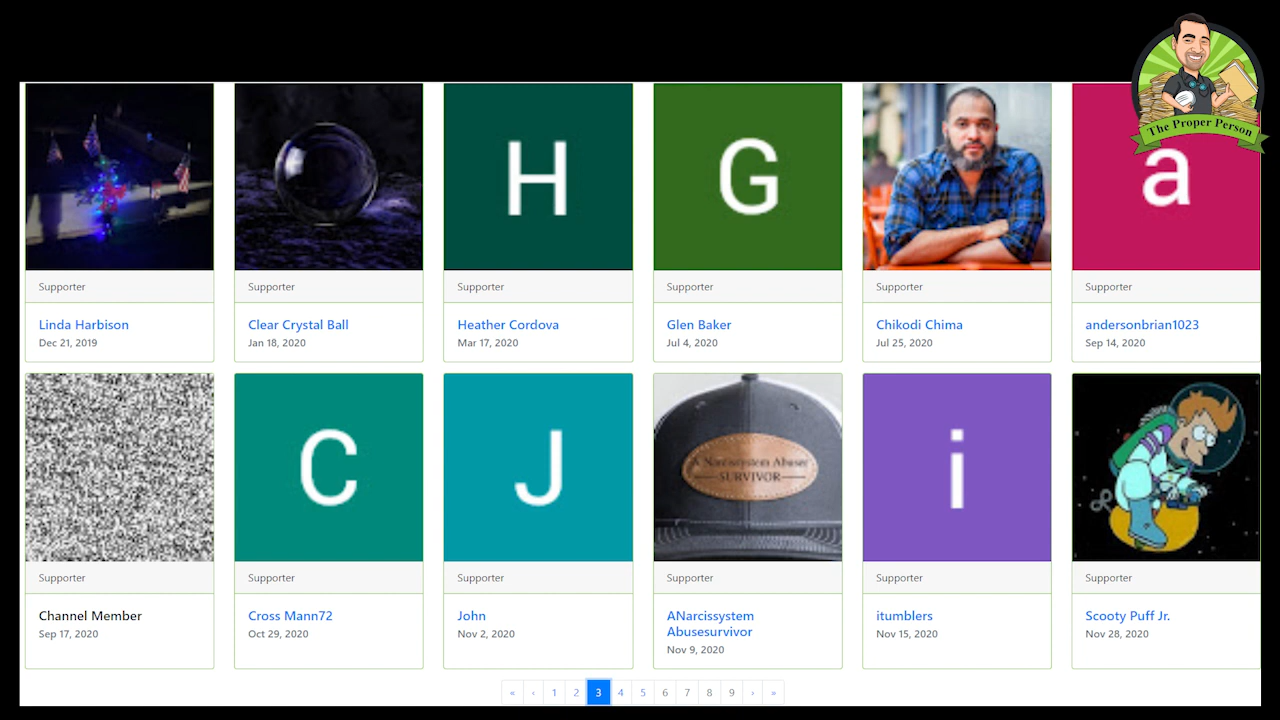 The Proper Person
H
G
a
Supporter
Supporter
Supporter
Supporter
Supporter
Supporter
Linda Harbison
Clear Crystal Ball
Heather Cordova
Glen Baker
Chikodi Chima
andersonbrian1023
Dec 21, 2019
Jan 18, 2020
Mar 17, 2020
Jul 4, 2020
Jul 25, 2020
Sep 14, 2020
C
J
A Narcissystem Abuse
SURVIVOR
i
Supporter
Supporter
Supporter
Supporter
Supporter
Supporter
Channel Member
Cross Mann72
John
ANarcissystem
Abusesurvivor
itumblers
Scooty Puff Jr.
Sep 17, 2020
Oct 29, 2020
Nov 2, 2020
Nov 9, 2020
Nov 15, 2020
Nov 28, 2020
« ‹ 1 2 3 4 5 6 7 8 9 › »